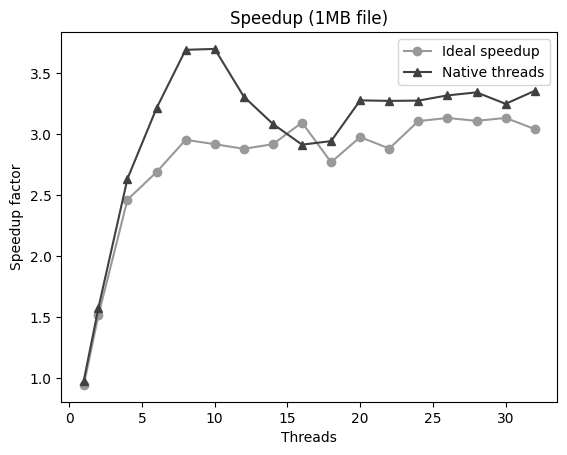 Speedup (1MB file)
Ideal speedup
Native threads
3.5
3.0
2.5
2.0
1.5
1.0
Speedup factor
0 5 10 15 20 25 30
Threads